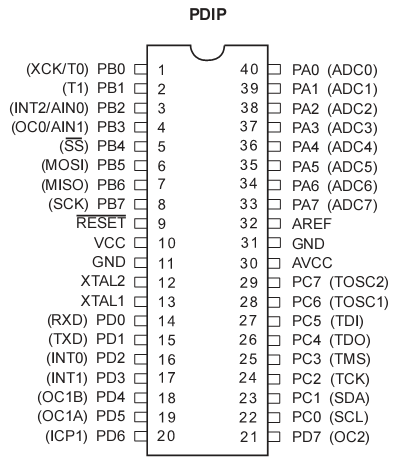 PDIP
(XCK/T0) PB0 1 40 PA0 (ADC0)
(T1) PB1 2 39 PA1 (ADC1)
(INT2/AIN0) PB2 3 38 PA2 (ADC2)
(OC0/AIN1) PB3 4 37 PA3 (ADC3)
(SS) PB4 5 36 PA4 (ADC4)
(MOSI) PB5 6 35 PA5 (ADC5)
(MISO) PB6 7 34 PA6 (ADC6)
(SCK) PB7 8 33 PA7 (ADC7)
RESET 9 32 AREF
VCC 10 31 GND
GND 11 30 AVCC
XTAL2 12 29 PC7 (TOSC2)
XTAL1 13 28 PC6 (TOSC1)
(RXD) PD0 14 27 PC5 (TDI)
(TXD) PD1 15 26 PC4 (TDO)
(INT0) PD2 16 25 PC3 (TMS)
(INT1) PD3 17 24 PC2 (TCK)
(OC1B) PD4 18 23 PC1 (SDA)
(OC1A) PD5 19 22 PC0 (SCL)
(ICP1) PD6 20 21 PD7 (OC2)